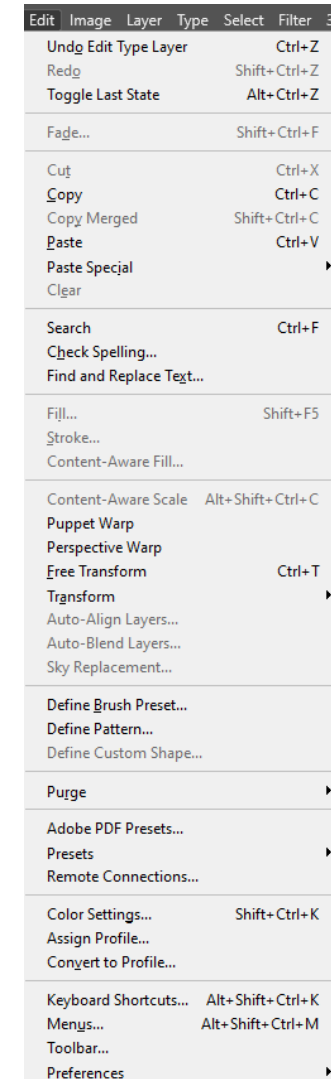 Edit Image Layer Type Select Filter 3
Undo Edit Type Layer Ctrl+Z
Redo Shift+Ctrl+Z
Toggle Last State Alt+Ctrl+Z
Fade... Shift+Ctrl+F
Cut Ctrl+X
Copy Ctrl+C
Copy Merged Shift+Ctrl+C
Paste Ctrl+V
Paste Special
Clear
Search Ctrl+F
Check Spelling...
Find and Replace Text...
Fill... Shift+F5
Stroke...
Content-Aware Fill...
Content-Aware Scale Alt+Shift+Ctrl+C
Puppet Warp
Perspective Warp
Free Transform Ctrl+T
Transform
Auto-Align Layers...
Auto-Blend Layers...
Sky Replacement...
Define Brush Preset...
Define Pattern...
Define Custom Shape...
Purge
Adobe PDF Presets...
Presets
Remote Connections...
Color Settings... Shift+Ctrl+K
Assign Profile...
Convert to Profile...
Keyboard Shortcuts... Alt+Shift+Ctrl+K
Menus... Alt+Shift+Ctrl+M
Toolbar...
Preferences